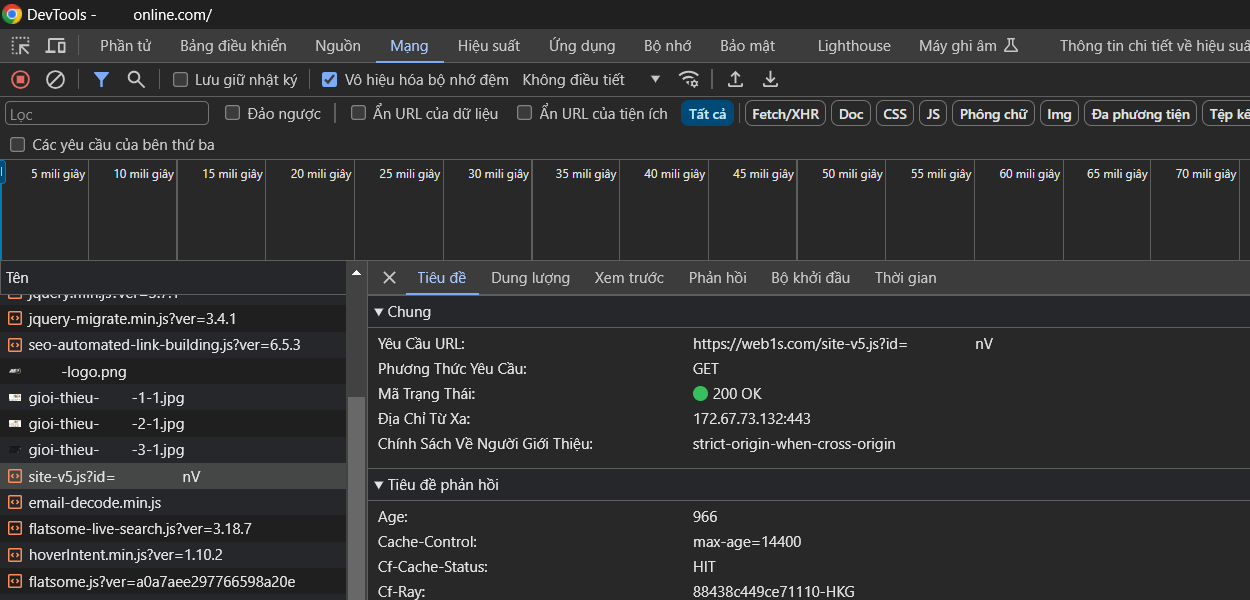 DevTools - online.com/
Phần tử Bảng điều khiển Nguồn Mạng Hiệu suất Ứng dụng Bộ nhớ Bảo mật Lighthouse Máy ghi âm Thông tin chi tiết về hiệu suấ
Lưu giữ nhật ký Vô hiệu hóa bộ nhớ đệm Không điều tiết
Lọc Đảo ngược Ẩn URL của dữ liệu Ẩn URL của tiện ích Tất cả Fetch/XHR Doc CSS JS Phông chữ Img Đa phương tiện Tệp kê
Các yêu cầu của bên thứ ba
5 mili giây 10 mili giây 15 mili giây 20 mili giây 25 mili giây 30 mili giây 35 mili giây 40 mili giây 45 mili giây 50 mili giây 55 mili giây 60 mili giây 65 mili giây 70 mili giây
Tên
jquery.min.js?ver=3.7.1
jquery-migrate.min.js?ver=3.4.1
seo-automated-link-building.js?ver=6.5.3
-logo.png
gioi-thieu- -1-1.jpg
gioi-thieu- -2-1.jpg
gioi-thieu- -3-1.jpg
site-v5.js?id= nV
email-decode.min.js
flatsome-live-search.js?ver=3.18.7
hoverIntent.min.js?ver=1.10.2
flatsome.js?ver=a0a7aee297766598a20e
Tiêu đề Dung lượng Xem trước Phản hồi Bộ khởi đầu Thời gian
Chung
Yêu Cầu URL: https://web1s.com/site-v5.js?id= nV
Phương Thức Yêu Cầu: GET
Mã Trạng Thái: 200 OK
Địa Chỉ Từ Xa: 172.67.73.132:443
Chính Sách Về Người Giới Thiệu: strict-origin-when-cross-origin
Tiêu đề phản hồi
Age: 966
Cache-Control: max-age=14400
Cf-Cache-Status: HIT
Cf-Ray: 88438c449ce71110-HKG